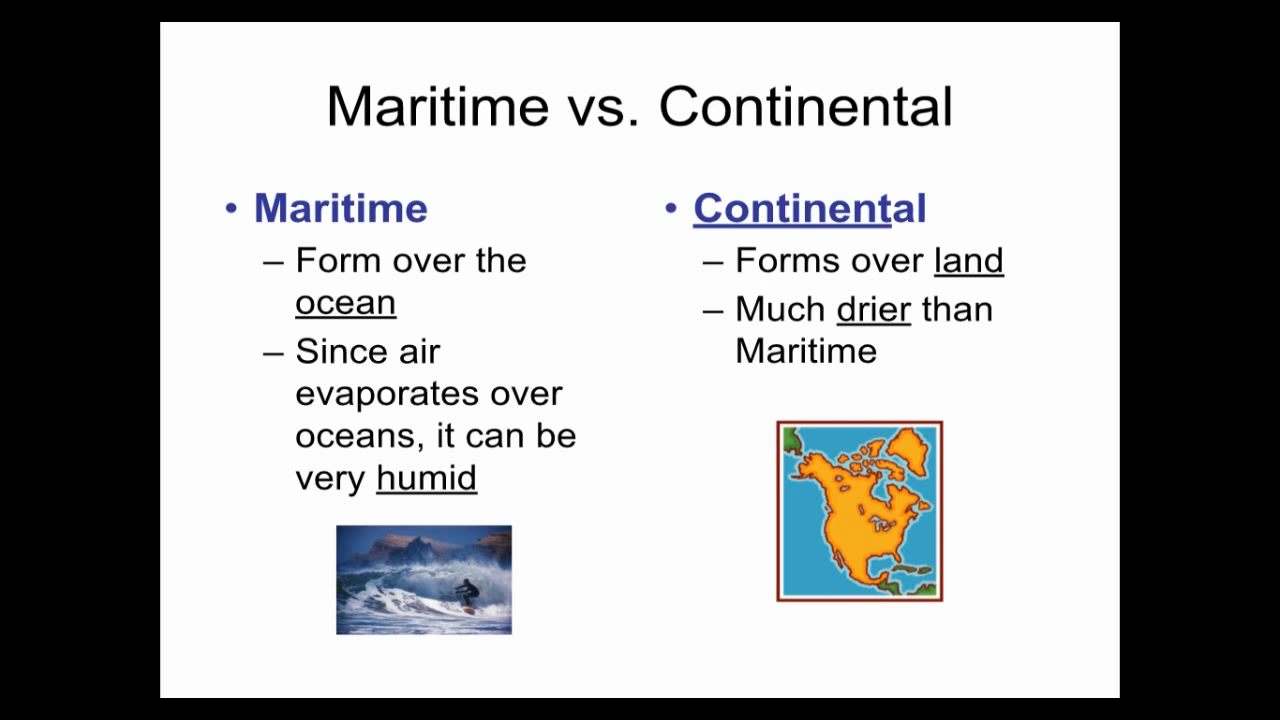 Maritime vs. Continental
• Maritime
– Form over the
ocean
– Since air
evaporates over
oceans, it can be
very humid
• Continental
– Forms over land
– Much drier than
Maritime